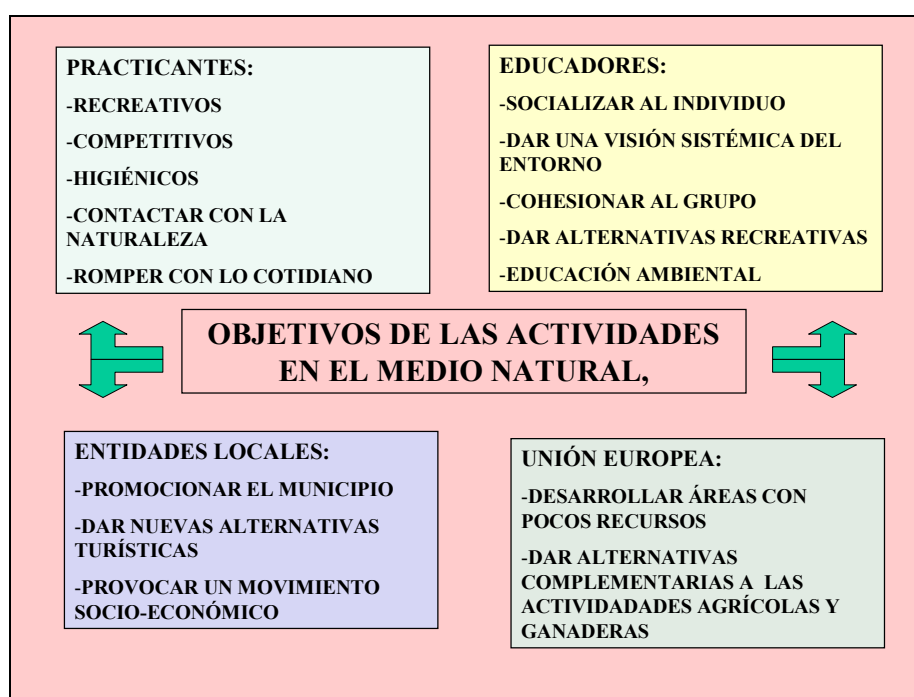 PRACTICANTES:
-RECREATIVOS
-COMPETITIVOS
-HIGIÉNICOS
-CONTACTAR CON LA
NATURALEZA
-ROMPER CON LO COTIDIANO
EDUCADORES:
-SOCIALIZAR AL INDIVIDUO
-DAR UNA VISIÓN SISTÉMICA DEL
ENTORNO
-COHESIONAR AL GRUPO
-DAR ALTERNATIVAS RECREATIVAS
-EDUCACIÓN AMBIENTAL
OBJETIVOS DE LAS ACTIVIDADES
EN EL MEDIO NATURAL,
ENTIDADES LOCALES:
-PROMOCIONAR EL MUNICIPIO
-DAR NUEVAS ALTERNATIVAS
TURÍSTICAS
-PROVOCAR UN MOVIMIENTO
SOCIO-ECONÓMICO
UNIÓN EUROPEA:
-DESARROLLAR ÁREAS CON
POCOS RECURSOS
-DAR ALTERNATIVAS
COMPLEMENTARIAS A  LAS
ACTIVIDADADES AGRÍCOLAS Y
GANADERAS